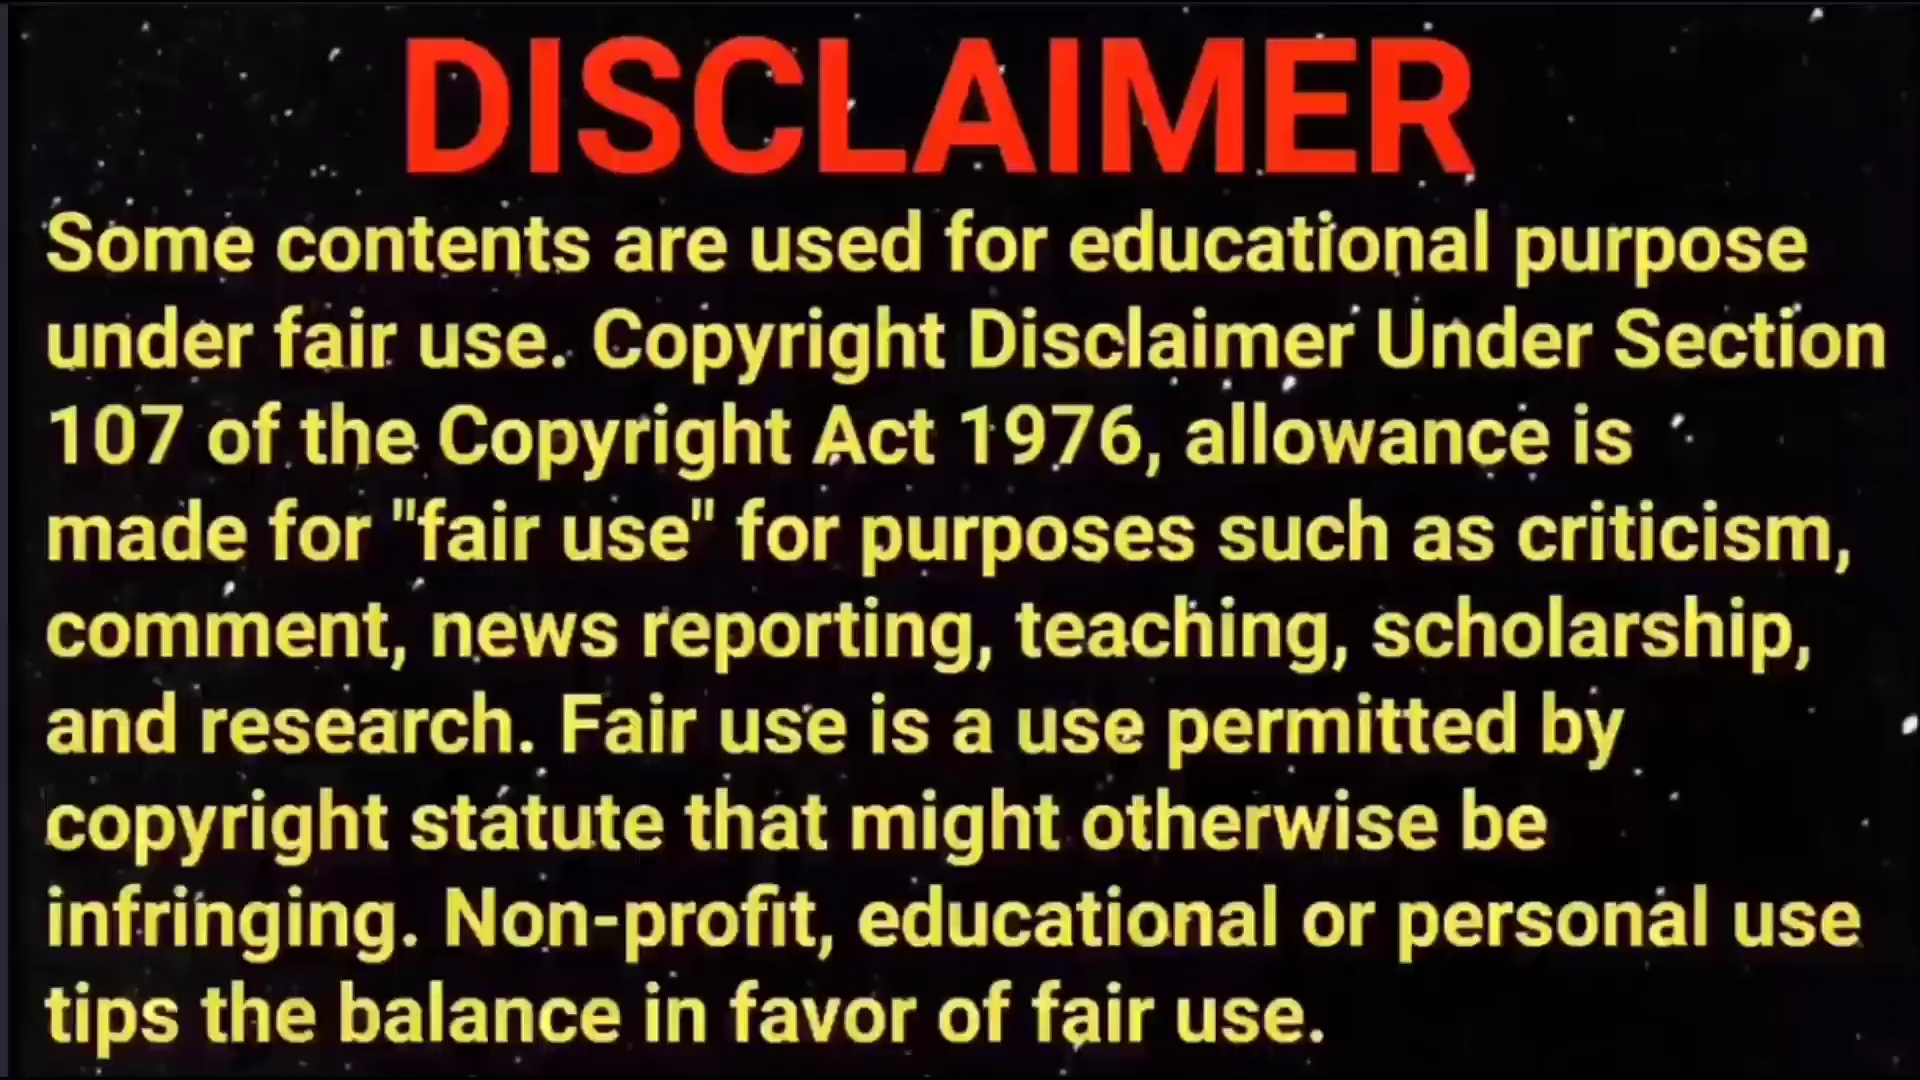 DISCLAIMER
Some contents are used for educational purpose
under fair use. Copyright Disclaimer Under Section
107 of the Copyright Act 1976, allowance is
made for "fair use" for purposes such as criticism,
comment, news reporting, teaching, scholarship,
and research. Fair use is a use permitted by
copyright statute that might otherwise be
infringing. Non-profit, educational or personal use
tips the balance in favor of fair use.